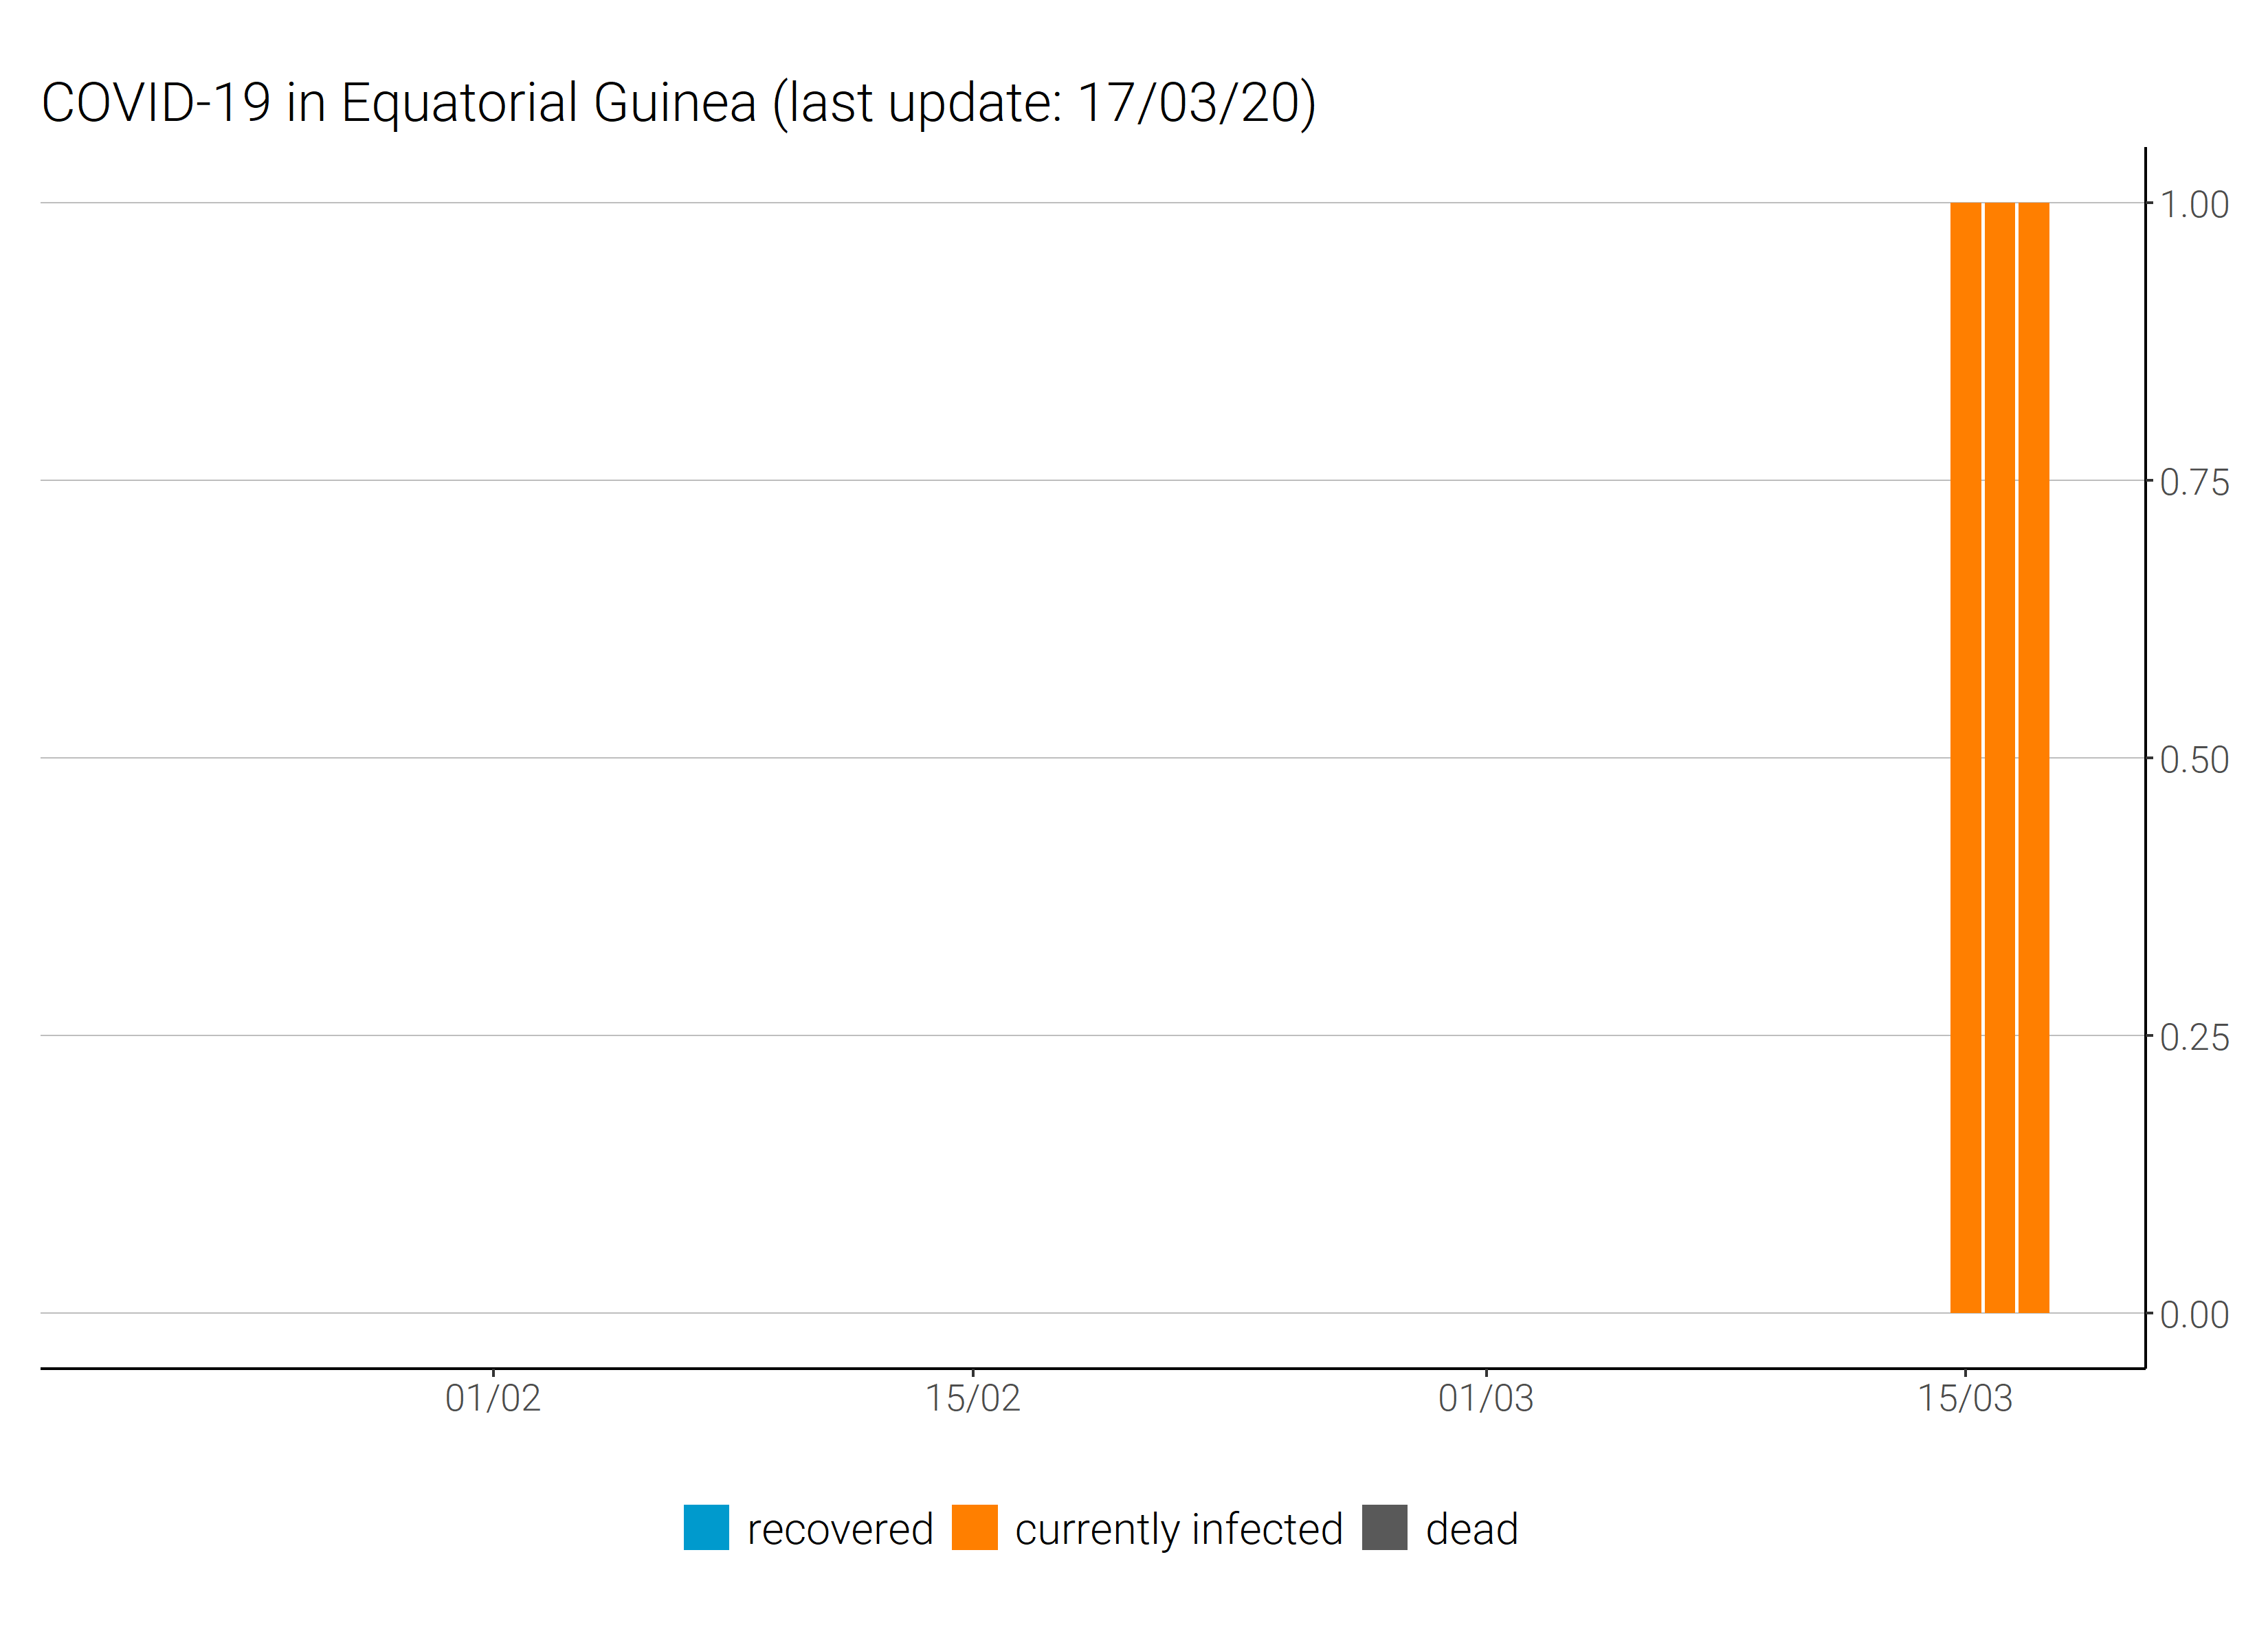 COVID-19 in Equatorial Guinea (last update: 17/03/20)
1.00
0.75
0.50
0.25
0.00
01/02 15/02 01/03 15/03
recovered currently infected dead